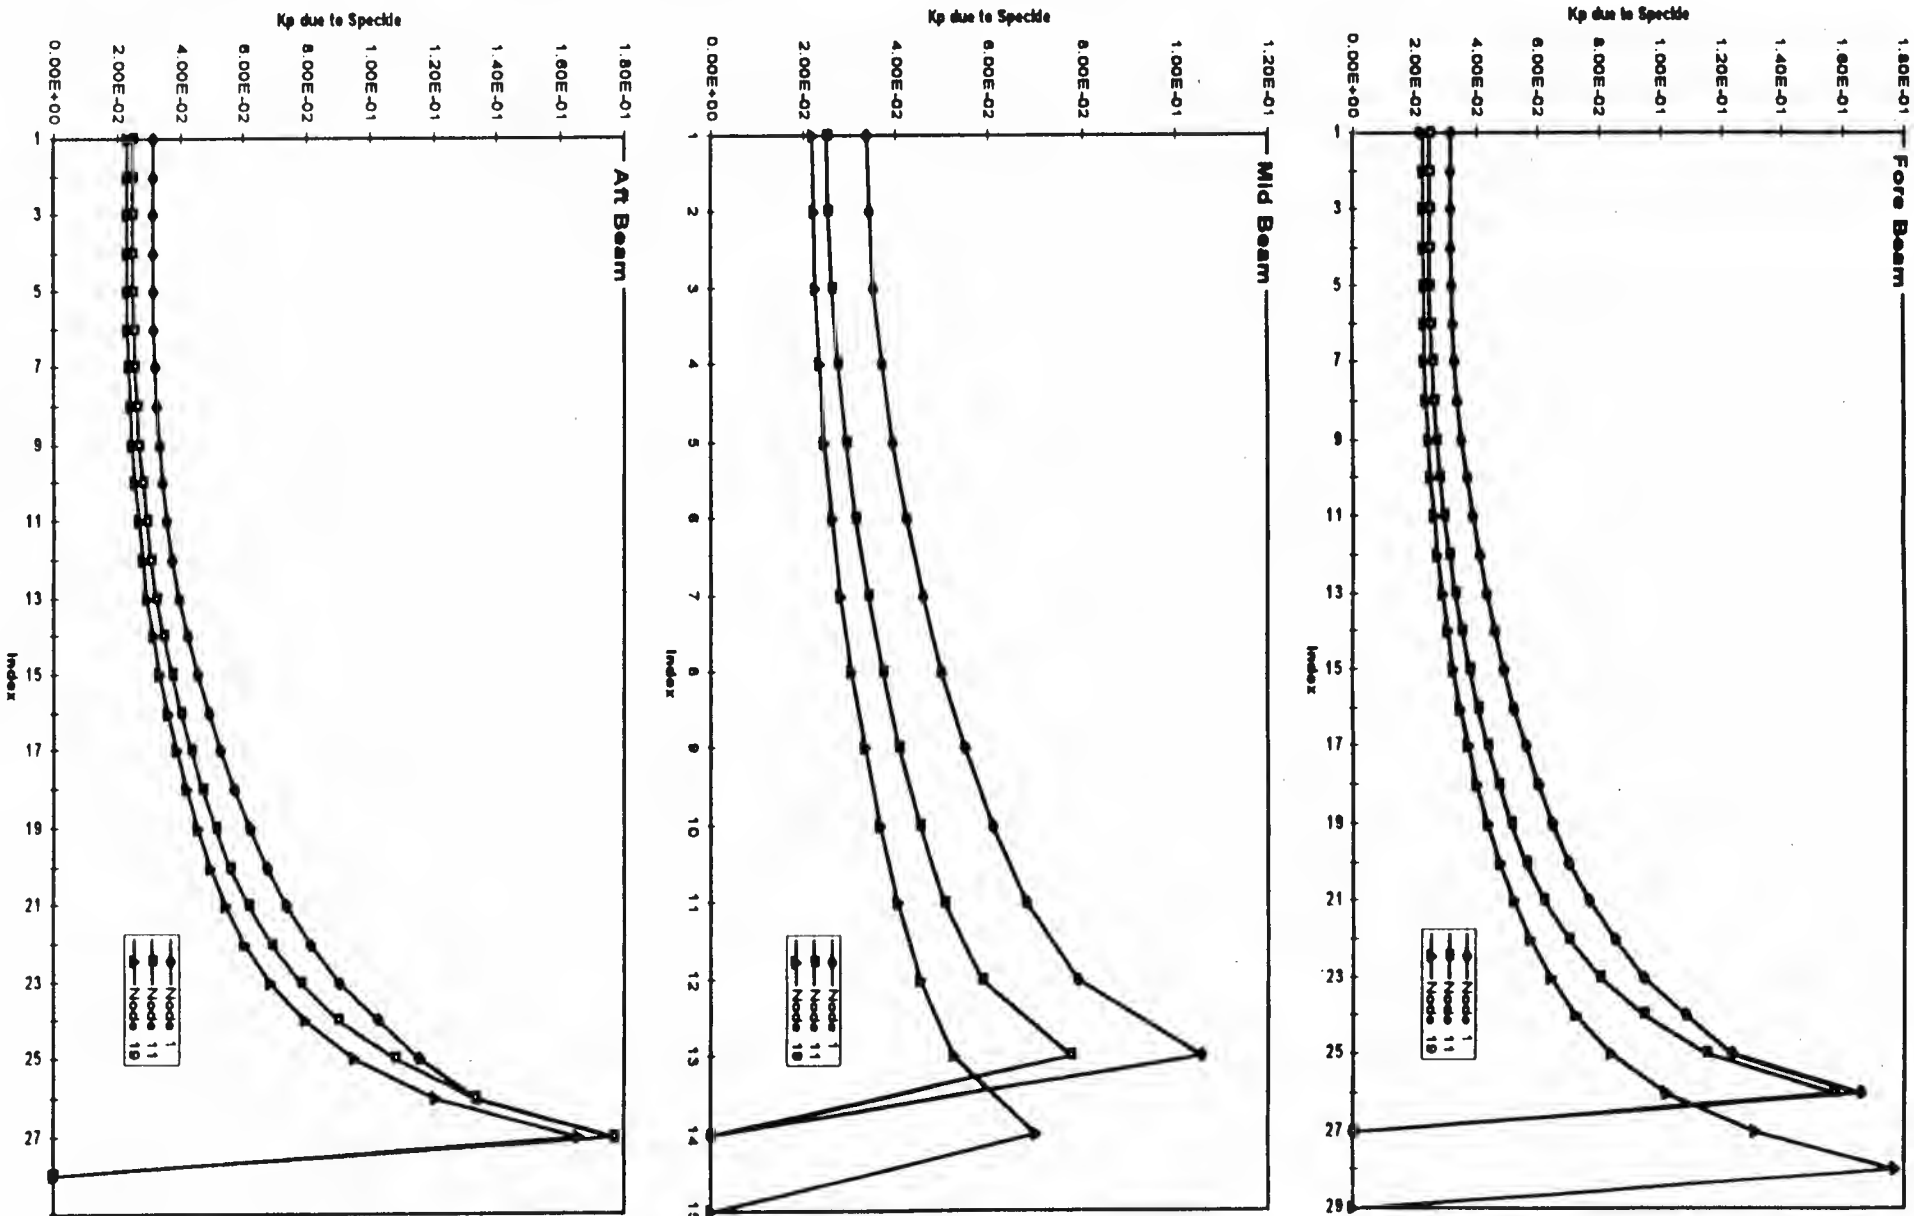 Fore Beam
1.80E-01
1.60E-01
1.40E-01
1.20E-01
1.00E-01
8.00E-02
6.00E-02
4.00E-02
2.00E-02
0.00E+00
Kp due to Speckle
1 3 5 7 9 11 13 15 17 19 21 23 25 27 29
Index
Node 1
Node 11
Node 19
Mid Beam
1.20E-01
1.00E-01
8.00E-02
6.00E-02
4.00E-02
2.00E-02
0.00E+00
Kp due to Speckle
1 2 3 4 5 6 7 8 9 10 11 12 13 14 15
Index
Node 1
Node 11
Node 19
Aft Beam
1.80E-01
1.60E-01
1.40E-01
1.20E-01
1.00E-01
8.00E-02
6.00E-02
4.00E-02
2.00E-02
0.00E+00
Kp due to Speckle
1 3 5 7 9 11 13 15 17 19 21 23 25 27
Index
Node 1
Node 11
Node 19